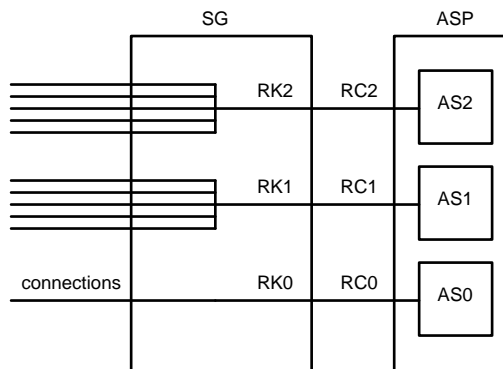 SG
ASP
RK2
RC2
AS2
RK1
RC1
AS1
connections
RK0
RC0
AS0